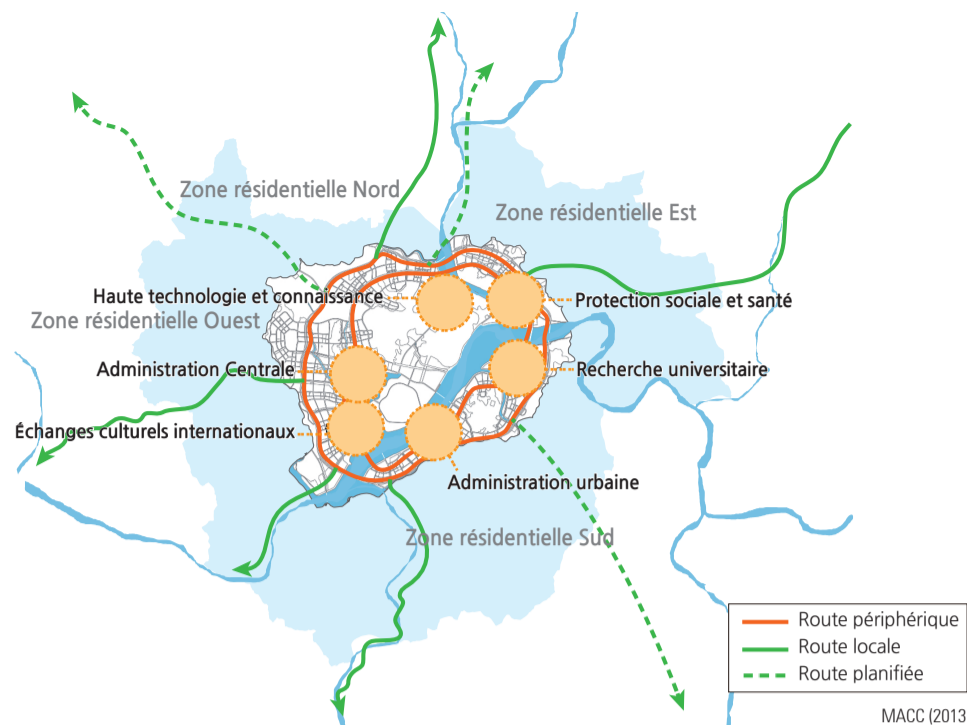 Zone résidentielle Nord
Zone résidentielle Est
Haute technologie et connaissance
Protection sociale et santé
Zone résidentielle Ouest
Administration Centrale
Recherche universitaire
Échanges culturels internationaux
Administration urbaine
Zone résidentielle Sud
Route périphérique
Route locale
Route planifiée
MACC (2013